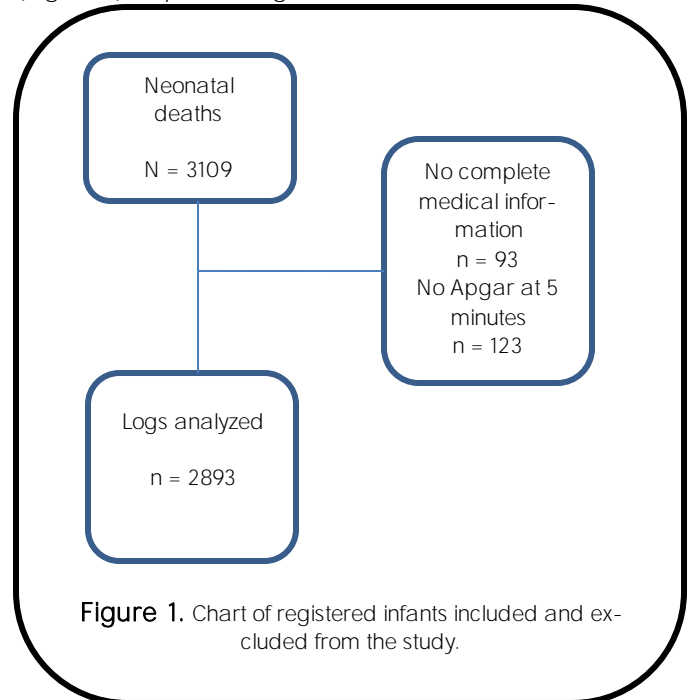 Neonatal
deaths
N = 3109
No complete
medical infor-
mation
n = 93
No Apgar at 5
minutes
n = 123
Logs analyzed
n = 2893
Figure 1. Chart of registered infants included and ex-
cluded from the study.